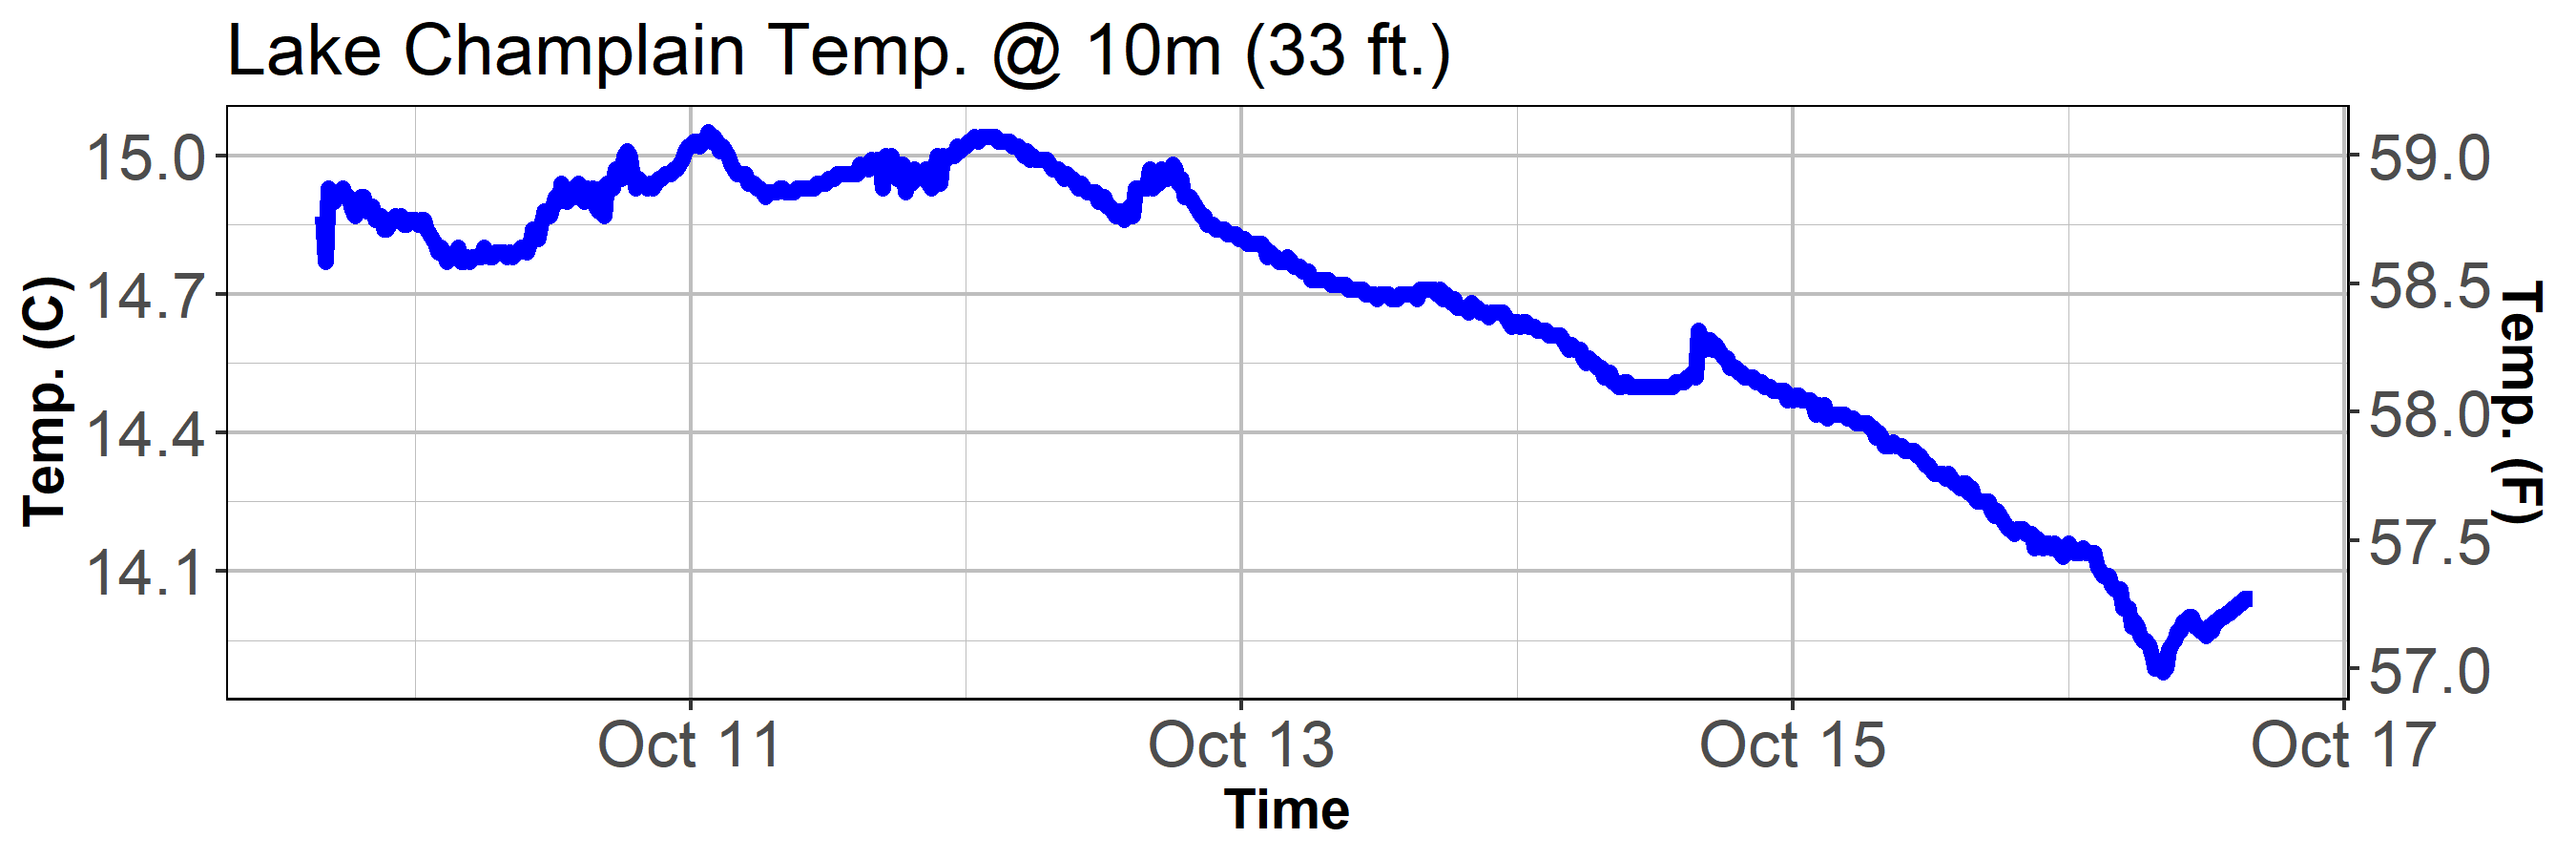 Lake Champlain Temp. @ 10m (33 ft.)
Temp. (C)
15.0
14.7
14.4
14.1
59.0
58.5
58.0
57.5
57.0
Temp. (F)
Oct 11
Oct 13
Oct 15
Oct 17
Time